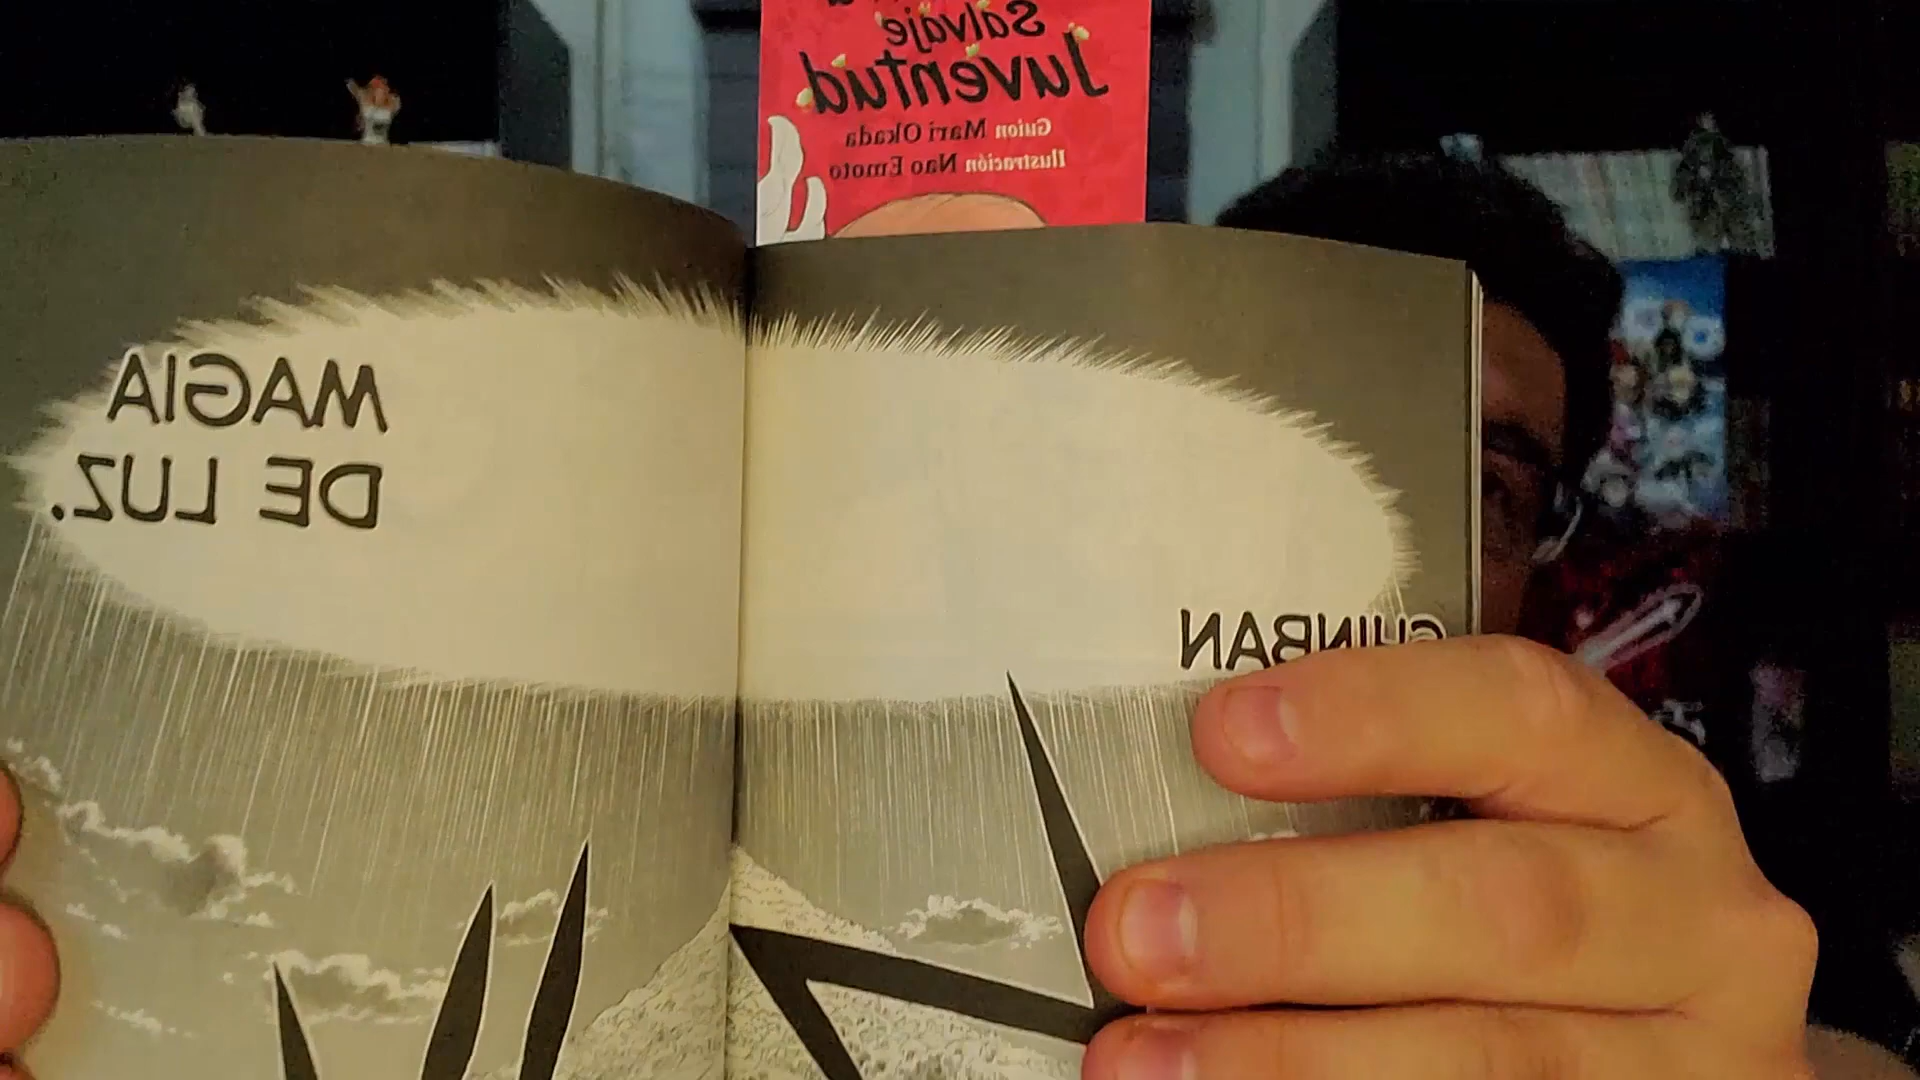 Salvaje
Juventud
Guion Mari Okada
Ilustración Nao Emoto
MAGIA
DE LUZ.